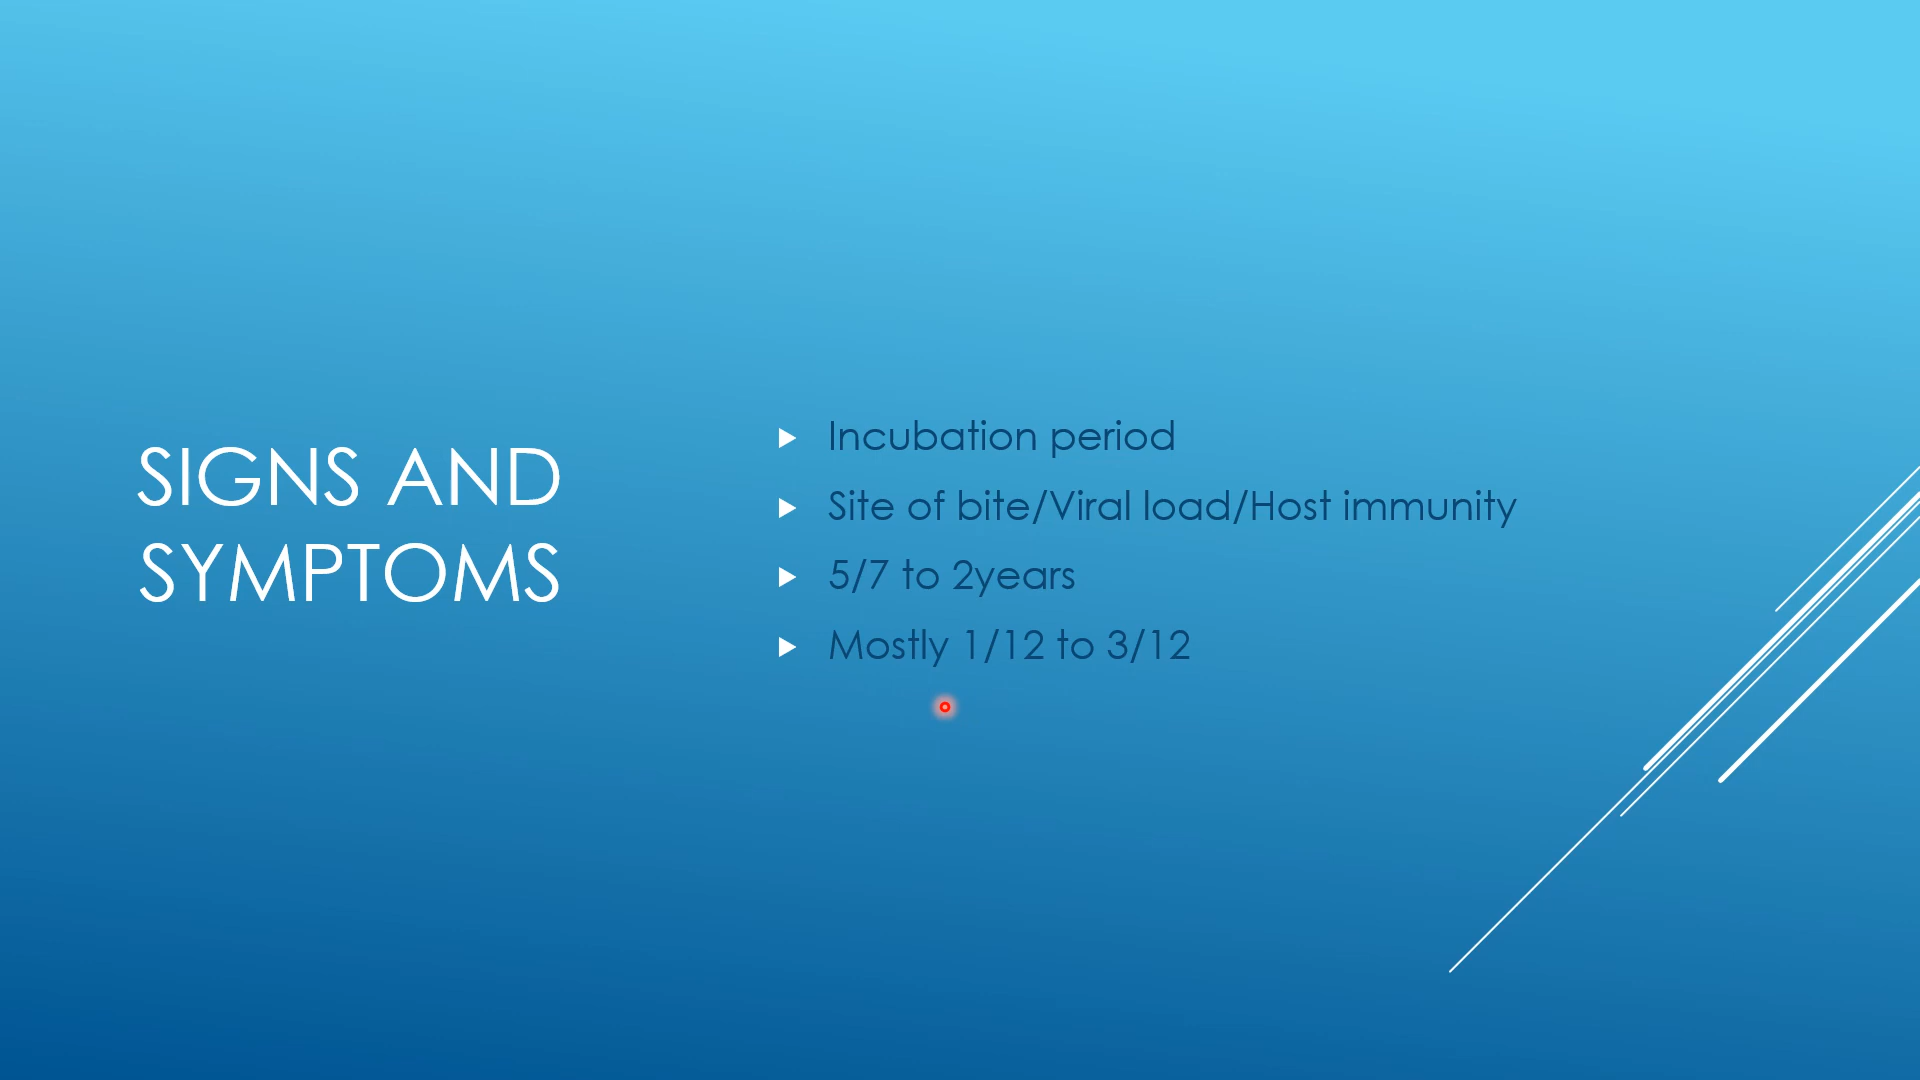 SIGNS AND
SYMPTOMS
Incubation period
Site of bite/Viral load/Host immunity
5/7 to 2years
Mostly 1/12 to 3/12